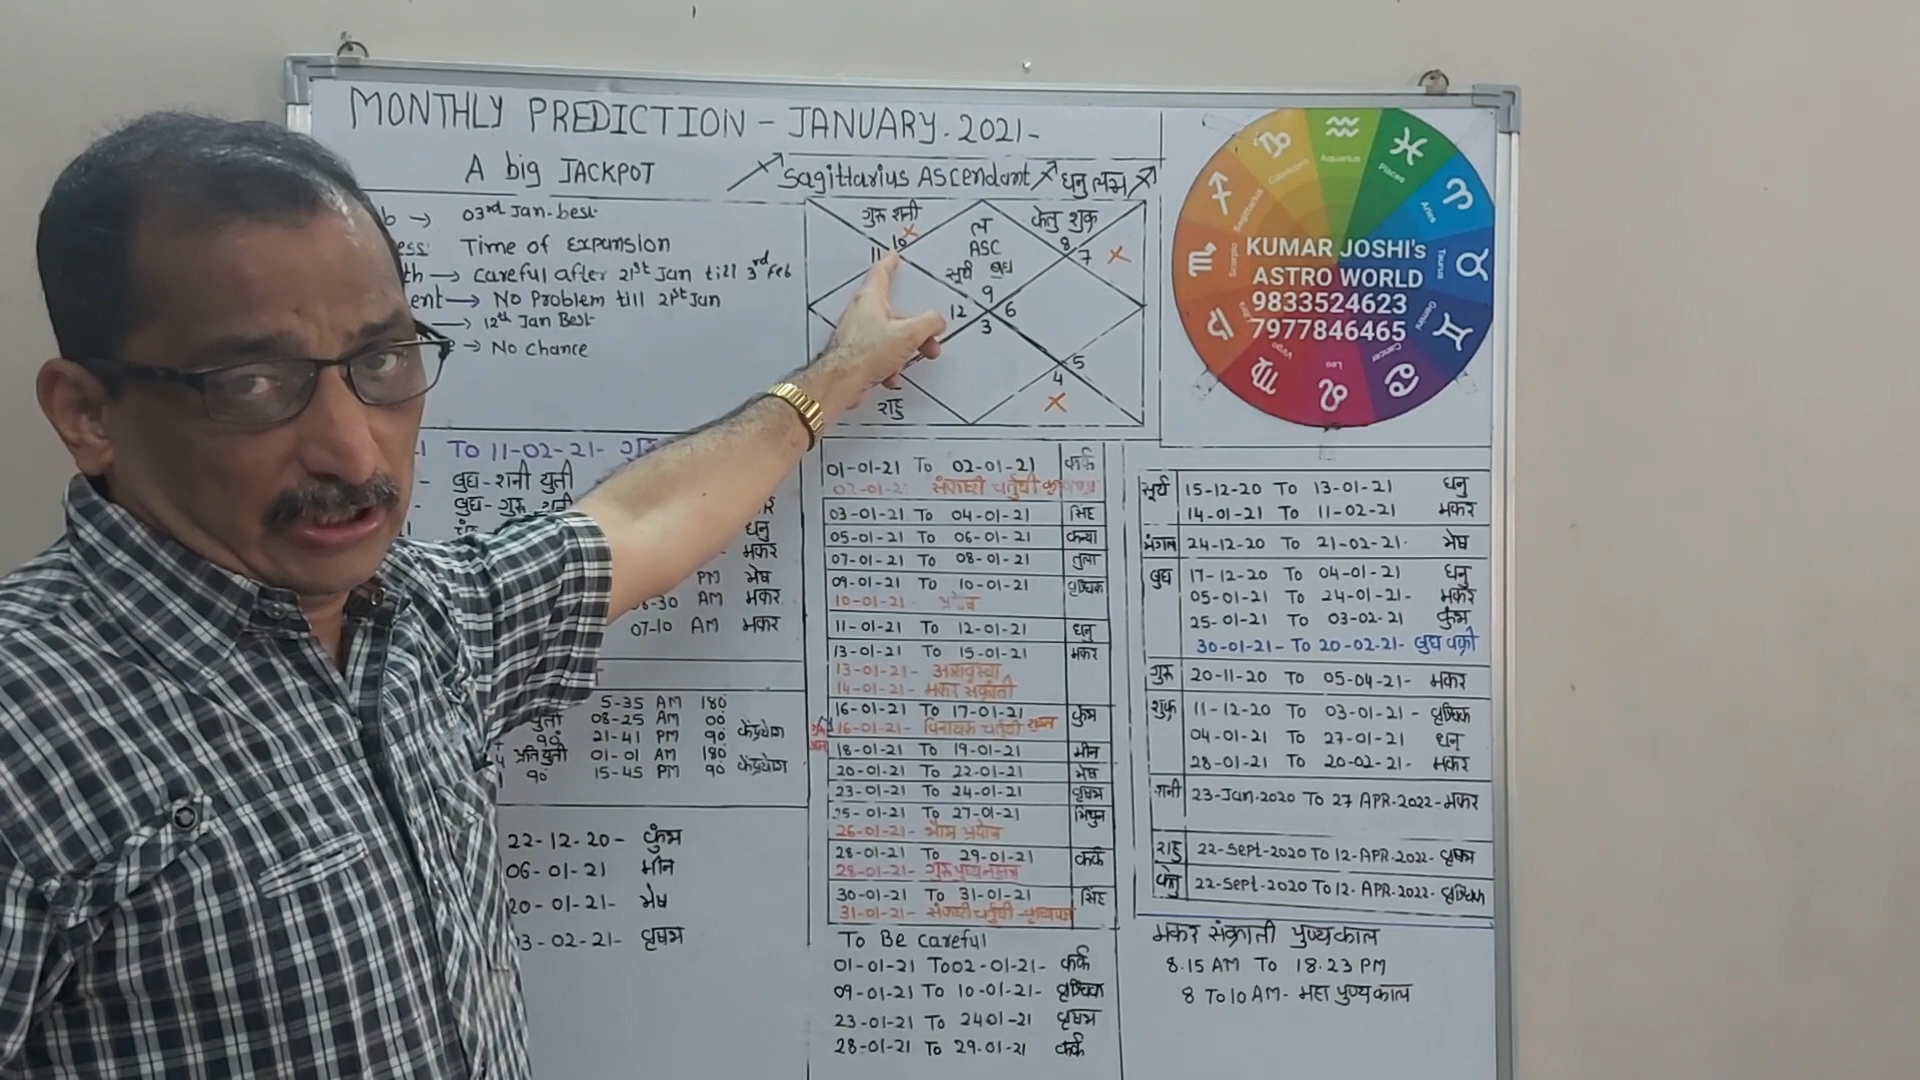 MONTHLY PREDICTION - JANUARY. 2021-
A big JACKPOT
Sagittarius Ascendant धनु लग्न
03rd Jan-best
Time of Expansion
Careful after 21st Jan till 3rd Feb
No Problem till 21st Jan
12th Jan Best
No Chance
गुरू शनी
केतु शुक्र
ल
ASC
सूर्य बुध
10
8
11
7
9
12
6
3
5
4
राहु
Capricorn
Aquarius
Pisces
Aries
Sagittarius
Scorpio
Gemini
Cancer
Leo
Virgo
KUMAR JOSHI's
ASTRO WORLD
9833524623
7977846465
TO 11-02-21-
बुध-शनी युती
बुध-गुरू-शनी
धनु
मकर
PM मेष
06-30 AM मकर
07-10 AM मकर
5-35 AM 180
युती 08-25 AM 00
90 21-41 PM 90 केंद्रयोग
प्रतियुती 01-01 AM 180
90 15-45 PM 90 केंद्रयोग
22-12-20- कुंभ
06-01-21 मीन
20-01-21- मेष
03-02-21- वृषभ
01-01-21 TO 02-01-21 कर्क
02-01-21 संकष्टी चर्तुथी
03-01-21 TO 04-01-21 सिंह
05-01-21 TO 06-01-21 कन्या
07-01-21 TO 08-01-21 तुला
09-01-21 TO 10-01-21 वृश्चिक
10-01-21- प्रदोष
11-01-21 TO 12-01-21 धनु
13-01-21 TO 15-01-21 मकर
13-01-21- अमावस्या
14-01-21- मकर संक्राती
16-01-21 TO 17-01-21 कुंभ
16-01-21- विनायक चर्तुथी
18-01-21 TO 19-01-21 मीन
20-01-21 TO 22-01-21 मेष
23-01-21 TO 24-01-21 वृषभ
25-01-21 TO 27-01-21 मिथुन
26-01-21- भौम प्रदोष
28-01-21 TO 29-01-21 कर्क
28-01-21- गुरूपुष्यनक्षत्र
30-01-21 TO 31-01-21 सिंह
31-01-21- संकष्टी चर्तुथी
To Be careful
01-01-21 TO 02-01-21- कर्क
09-01-21 TO 10-01-21- वृश्चिक
23-01-21 TO 2401-21 वृषभ
28-01-21 TO 29-01-21 कर्क
सूर्य 15-12-20 TO 13-01-21 धनु
14-01-21 TO 11-02-21 मकर
मंगल 24-12-20 TO 21-02-21- मेष
बुध 17-12-20 TO 04-01-21 धनु
05-01-21 TO 24-01-21- मकर
25-01-21 TO 03-02-21 कुंभ
30-01-21- TO 20-02-21- बुध वक्री
गुरू 20-11-20 TO 05-04-21- मकर
शुक्र 11-12-20 TO 03-01-21 - वृश्चिक
04-01-21 TO 27-01-21 धनु
28-01-21 TO 20-02-21- मकर
शनी 23-Jan-2020 TO 27 APR-2022-मकर
राहु 22-Sept-2020 TO 12-APR-2022- वृषभ
केतु 22-Sept-2020 TO 12- APR-2022- वृश्चिक
मकर संक्राती पुण्यकाल
8.15 AM TO 18.23 PM
8 TO 10 AM- महा पुण्यकाल